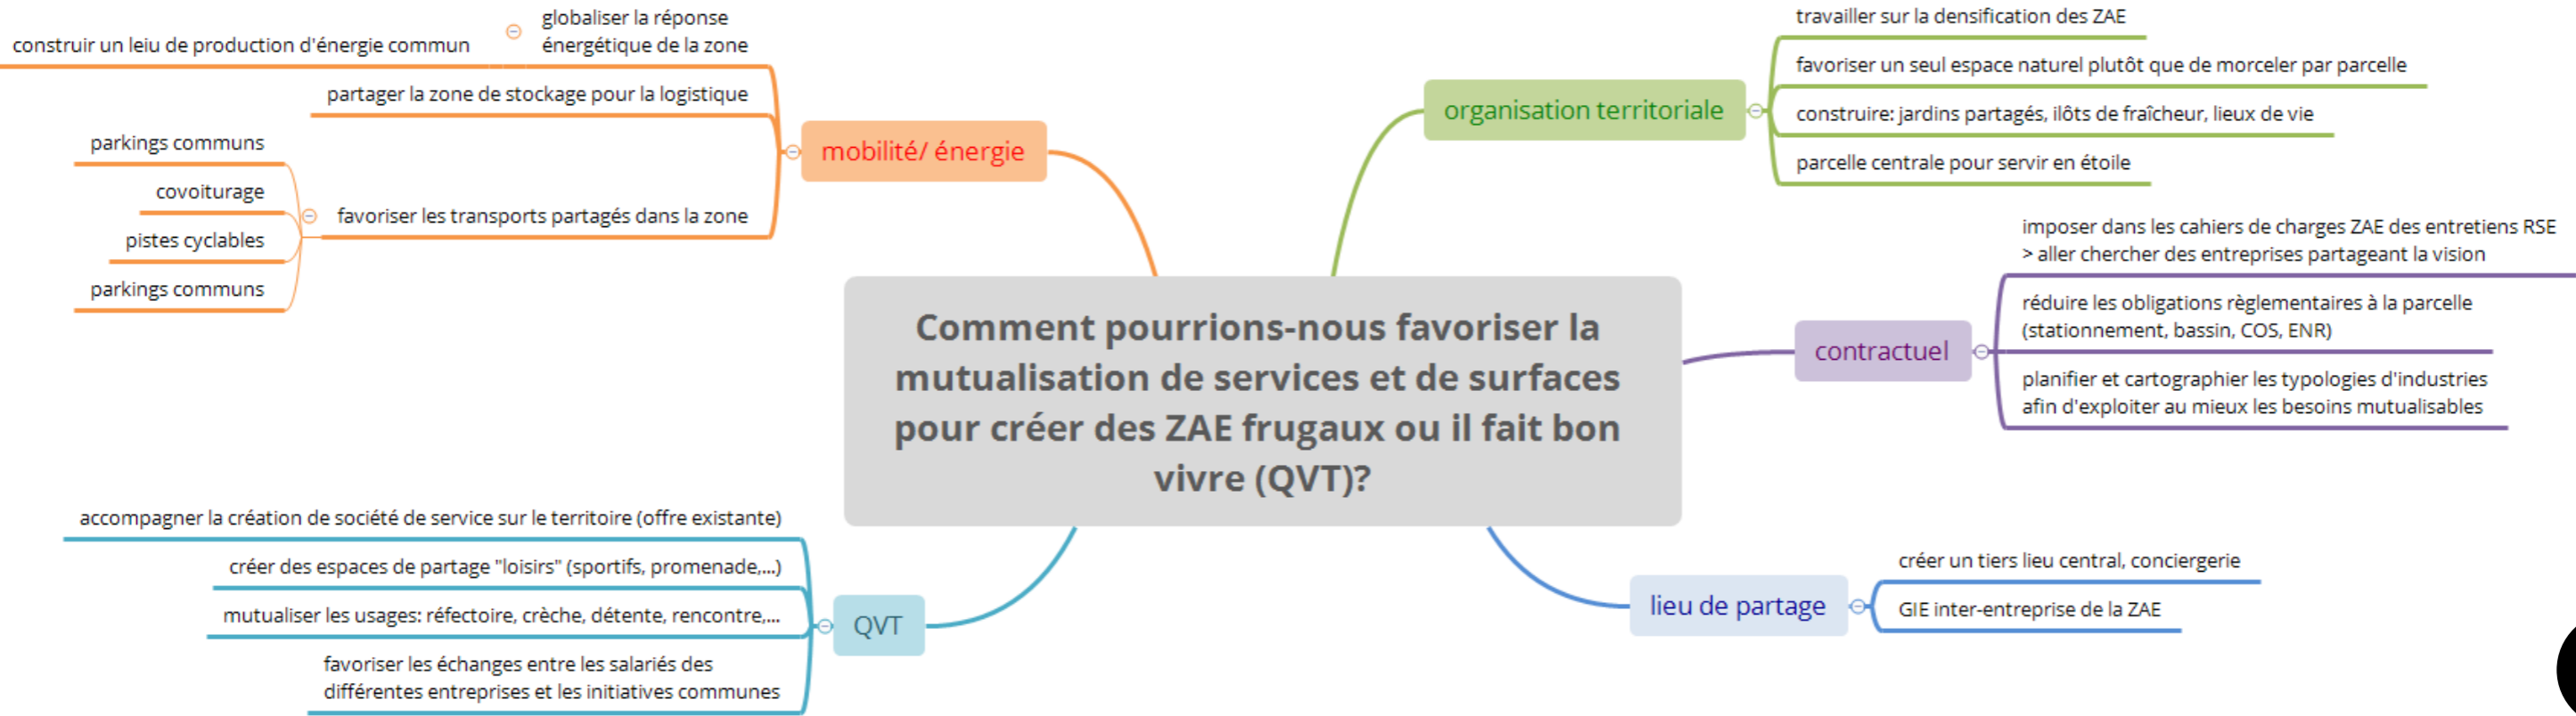 globaliser la réponse
énergétique de la zone
construir un leiu de production d'énergie commun
partager la zone de stockage pour la logistique
parkings communs
covoiturage
pistes cyclables
parkings communs
favoriser les transports partagés dans la zone
mobilité/ énergie
organisation territoriale
travailler sur la densification des ZAE
favoriser un seul espace naturel plutôt que de morceler par parcelle
construire: jardins partagés, ilôts de fraîcheur, lieux de vie
parcelle centrale pour servir en étoile
Comment pourrions-nous favoriser la
mutualisation de services et de surfaces
pour créer des ZAE frugaux ou il fait bon
vivre (QVT)?
contractuel
imposer dans les cahiers de charges ZAE des entretiens RSE
> aller chercher des entreprises partageant la vision
réduire les obligations règlementaires à la parcelle
(stationnement, bassin, COS, ENR)
planifier et cartographier les typologies d'industries
afin d'exploiter au mieux les besoins mutualisables
accompagner la création de société de service sur le territoire (offre existante)
créer des espaces de partage "loisirs" (sportifs, promenade,...)
mutualiser les usages: réfectoire, crèche, détente, rencontre,...
favoriser les échanges entre les salariés des
différentes entreprises et les initiatives communes
QVT
lieu de partage
créer un tiers lieu central, conciergerie
GIE inter-entreprise de la ZAE